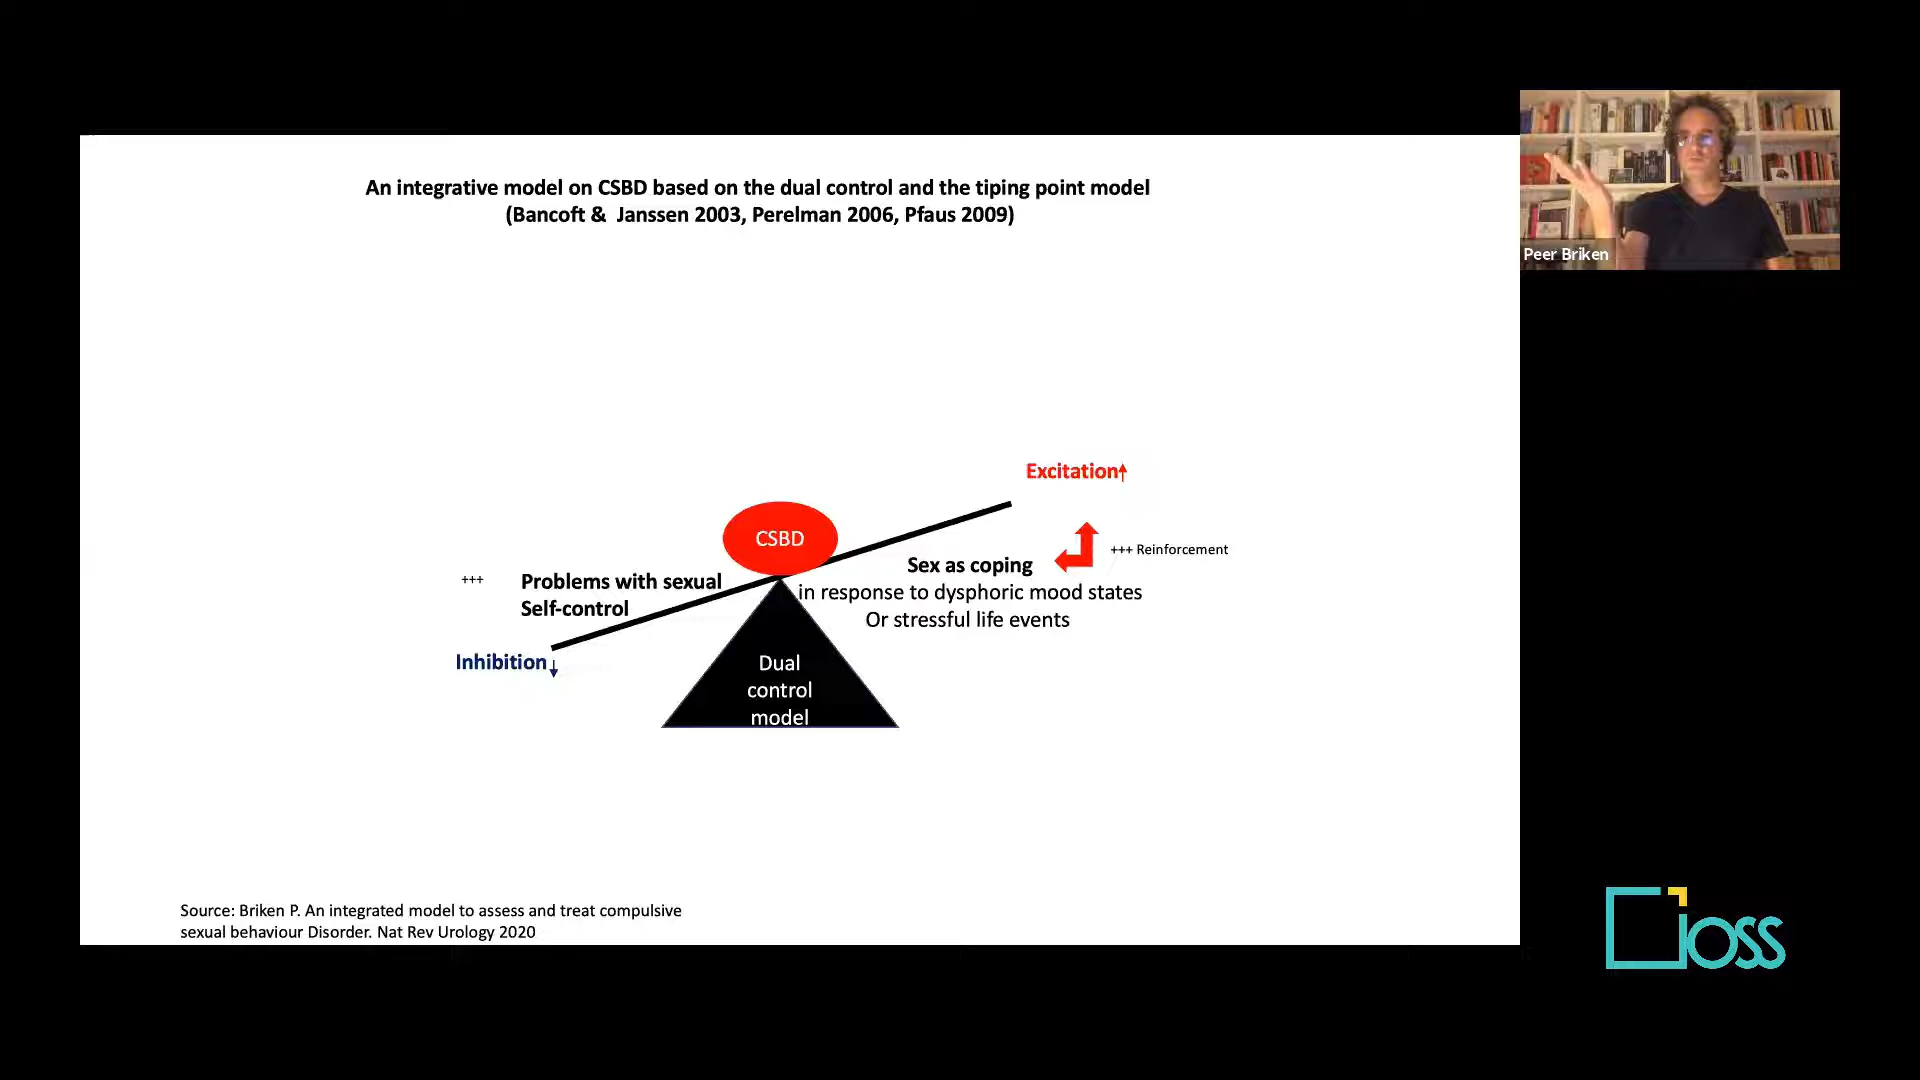 An integrative model on CSBD based on the dual control and the tiping point model
(Bancoft & Janssen 2003, Perelman 2006, Pfaus 2009)
Peer Briken
Excitation↑
CSBD
+++ Reinforcement
Sex as coping
in response to dysphoric mood states
Or stressful life events
+++ Problems with sexual
Self-control
Inhibition↓
Dual
control
model
Source: Briken P. An integrated model to assess and treat compulsive
sexual behaviour Disorder. Nat Rev Urology 2020
ioss